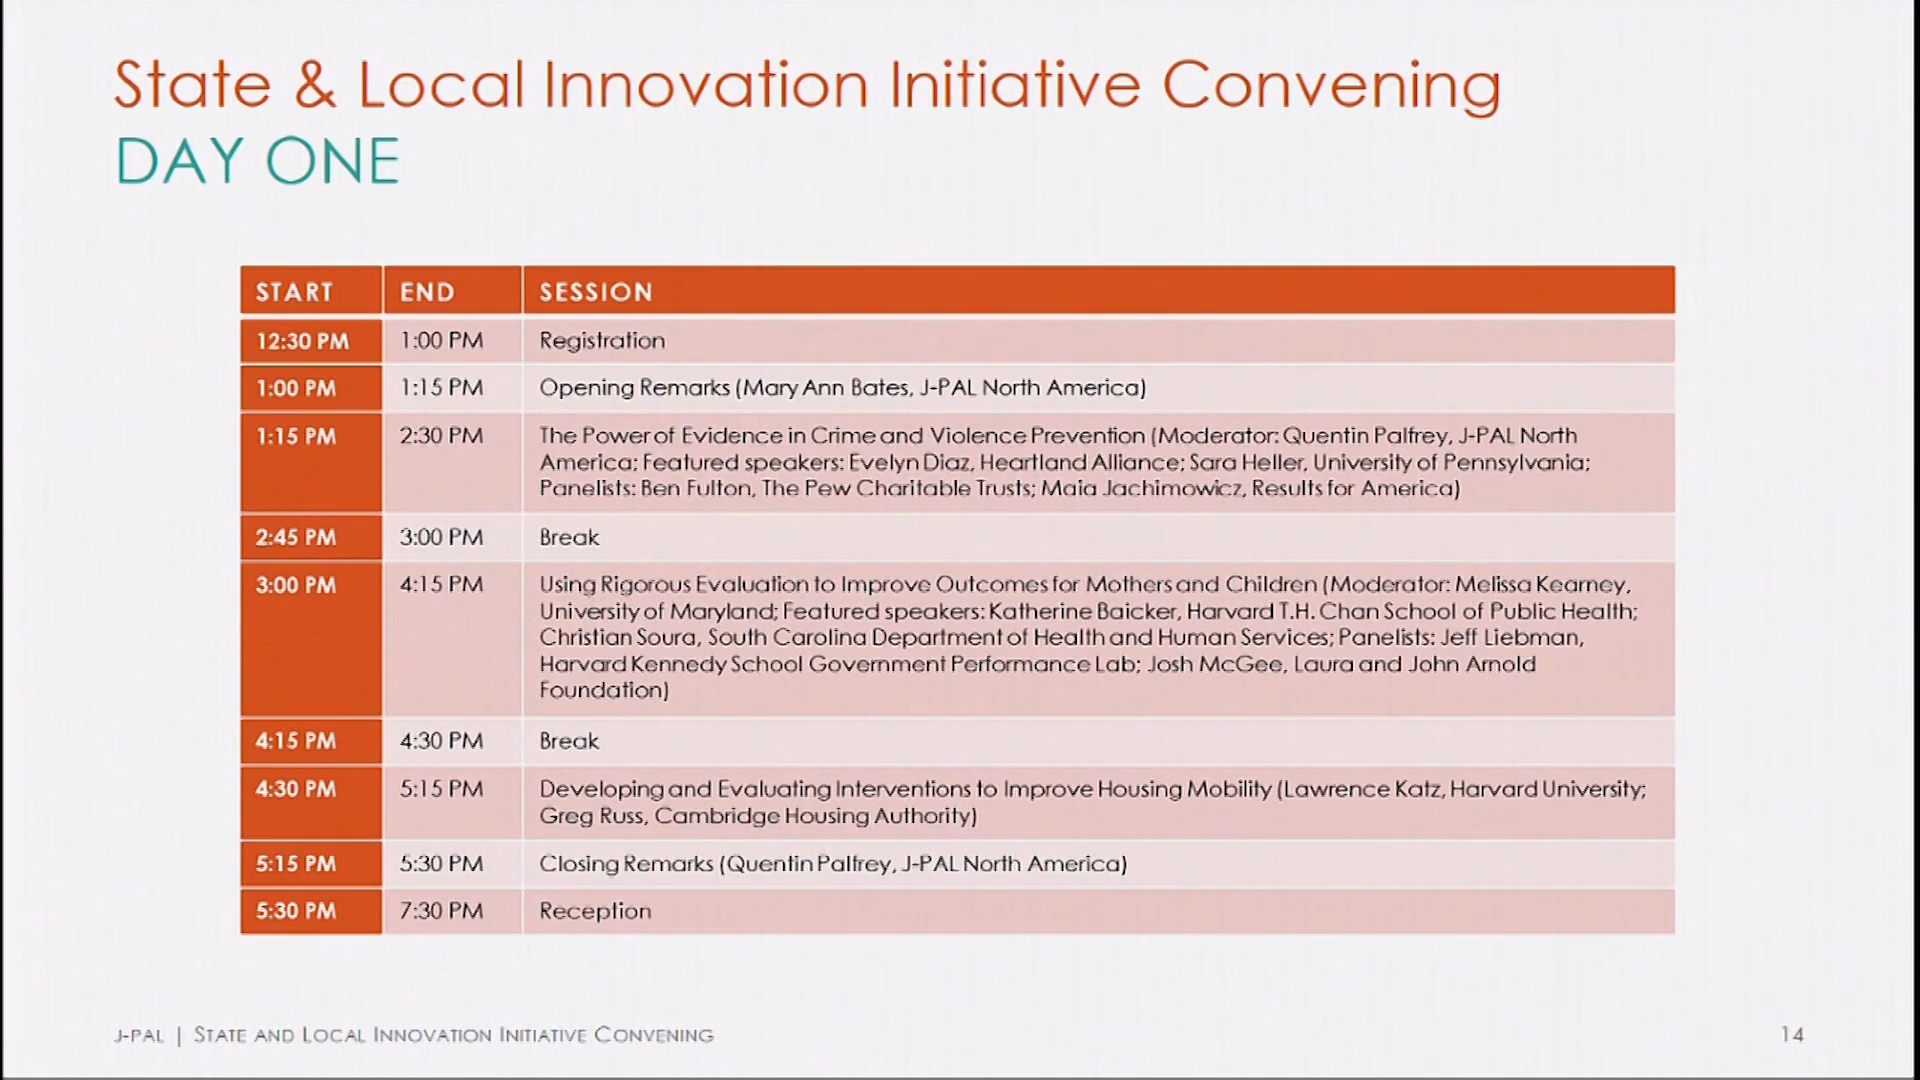 State & Local Innovation Initiative Convening
DAY ONE
START END SESSION
12:30 PM 1:00 PM Registration
1:00 PM 1:15 PM Opening Remarks (Mary Ann Bates, J-PAL North America)
1:15 PM 2:30 PM The Power of Evidence in Crime and Violence Prevention (Moderator: Quentin Palfrey, J-PAL North
America; Featured speakers: Evelyn Diaz, Heartland Alliance; Sara Heller, University of Pennsylvania;
Panelists: Ben Fulton, The Pew Charitable Trusts; Maia Jachimowicz, Results for America)
2:45 PM 3:00 PM Break
3:00 PM 4:15 PM Using Rigorous Evaluation to Improve Outcomes for Mothers and Children (Moderator: Melissa Kearney,
University of Maryland; Featured speakers: Katherine Baicker, Harvard T.H. Chan School of Public Health;
Christian Soura, South Carolina Department of Health and Human Services; Panelists: Jeff Liebman,
Harvard Kennedy School Government Performance Lab; Josh McGee, Laura and John Arnold
Foundation)
4:15 PM 4:30 PM Break
4:30 PM 5:15 PM Developing and Evaluating Interventions to Improve Housing Mobility (Lawrence Katz, Harvard University;
Greg Russ, Cambridge Housing Authority)
5:15 PM 5:30 PM Closing Remarks (Quentin Palfrey, J-PAL North America)
5:30 PM 7:30 PM Reception
J-PAL | STATE AND LOCAL INNOVATION INITIATIVE CONVENING 14